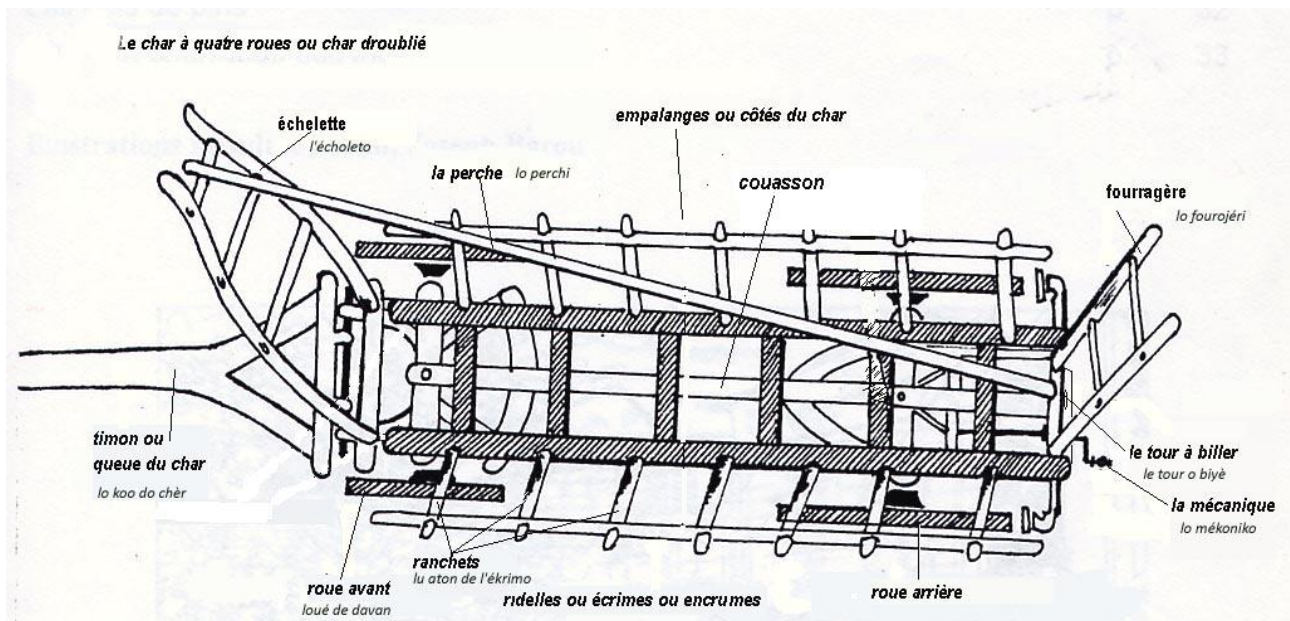 Le char à quatre roues ou char droublié
échelette
l'écholeto
empalanges ou côtés du char
la perche lo perchi
couasson
fourragère
lo fourojéri
timon ou
queue du char
lo koo do chèr
le tour à biller
le tour o biyè
la mécanique
lo mékoniko
ranchets
lu aton de l'ékrimo
roue avant
loué de davan
ridelles ou écrimes ou encrumes
roue arrière